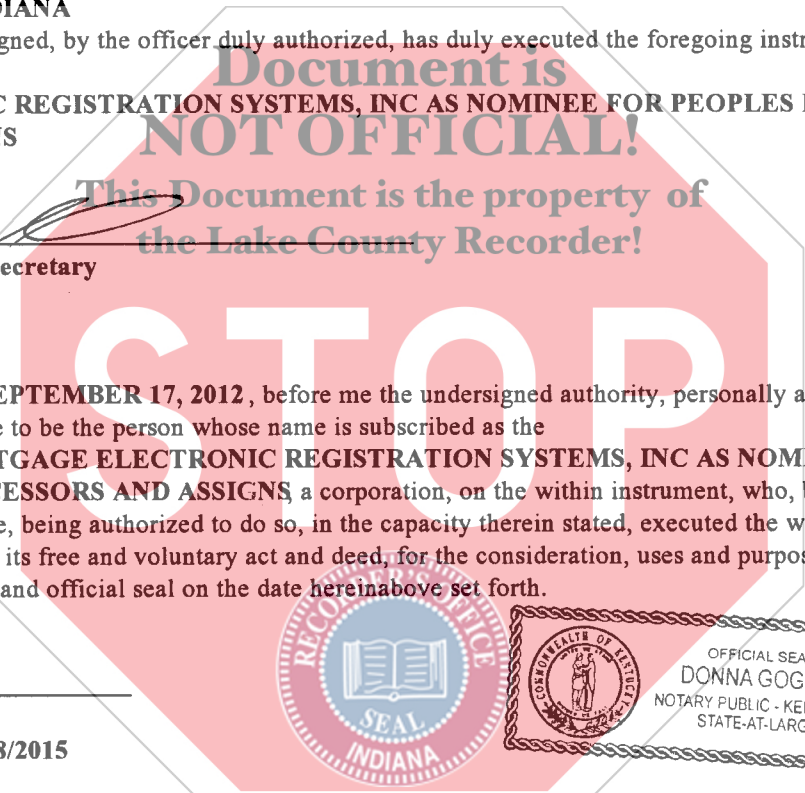 DIANA
gned, by the officer duly authorized, has duly executed the foregoing instr
Document is
C REGISTRATION SYSTEMS, INC AS NOMINEE FOR PEOPLES
NOT OFFICIAL!
NS
This Document is the property of
the Lake County Recorder!
ecretary
STOP
EPTEMBER 17, 2012, before me the undersigned authority, personally a
e to be the person whose name is subscribed as the
TGAGE ELECTRONIC REGISTRATION SYSTEMS, INC AS NOMI
ESSORS AND ASSIGNS, a corporation, on the within instrument, who,
e, being authorized to do so, in the capacity therein stated, executed the w
its free and voluntary act and deed, for the consideration, uses and purpos
and official seal on the date hereinabove set forth.
RECORDER'S OFFICE
SEAL
INDIANA
COMMONWEALTH OF KENTUCKY
OFFICIAL SEA
DONNA GOG
NOTARY PUBLIC - KE
STATE-AT-LARG
8/2015